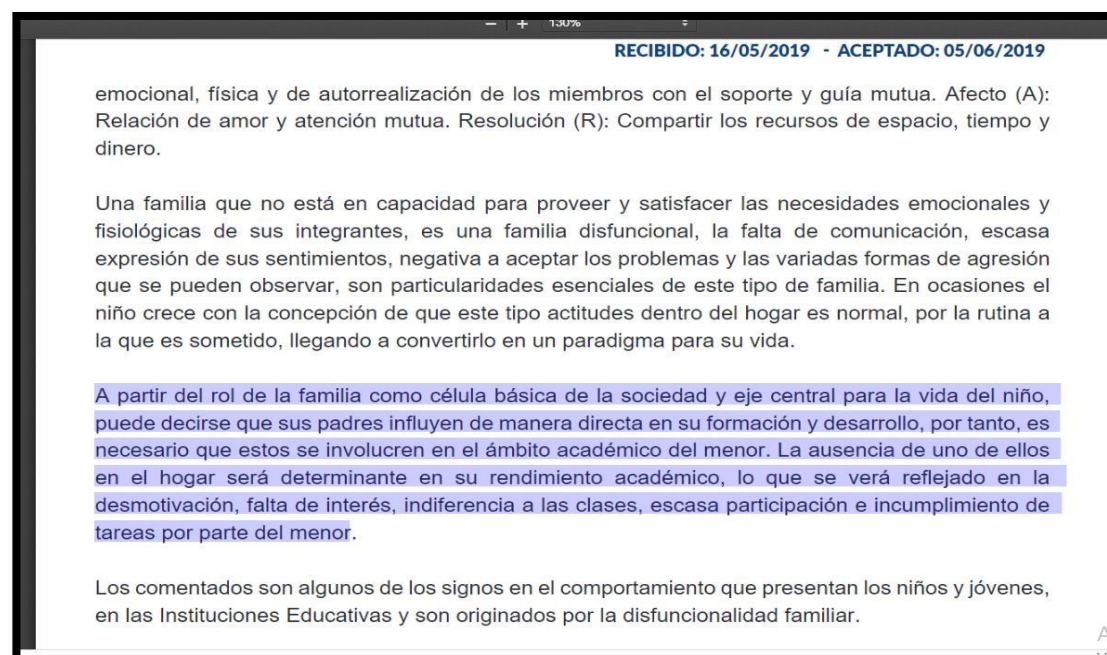 — + 130%
RECIBIDO: 16/05/2019 - ACEPTADO: 05/06/2019
emocional, física y de autorrealización de los miembros con el soporte y guía mutua. Afecto (A):
Relación de amor y atención mutua. Resolución (R): Compartir los recursos de espacio, tiempo y
dinero.
Una familia que no está en capacidad para proveer y satisfacer las necesidades emocionales y
fisiológicas de sus integrantes, es una familia disfuncional, la falta de comunicación, escasa
expresión de sus sentimientos, negativa a aceptar los problemas y las variadas formas de agresión
que se pueden observar, son particularidades esenciales de este tipo de familia. En ocasiones el
niño crece con la concepción de que este tipo actitudes dentro del hogar es normal, por la rutina a
la que es sometido, llegando a convertirlo en un paradigma para su vida.
A partir del rol de la familia como célula básica de la sociedad y eje central para la vida del niño,
puede decirse que sus padres influyen de manera directa en su formación y desarrollo, por tanto, es
necesario que estos se involucren en el ámbito académico del menor. La ausencia de uno de ellos
en el hogar será determinante en su rendimiento académico, lo que se verá reflejado en la
desmotivación, falta de interés, indiferencia a las clases, escasa participación e incumplimiento de
tareas por parte del menor.
Los comentados son algunos de los signos en el comportamiento que presentan los niños y jóvenes,
en las Instituciones Educativas y son originados por la disfuncionalidad familiar.